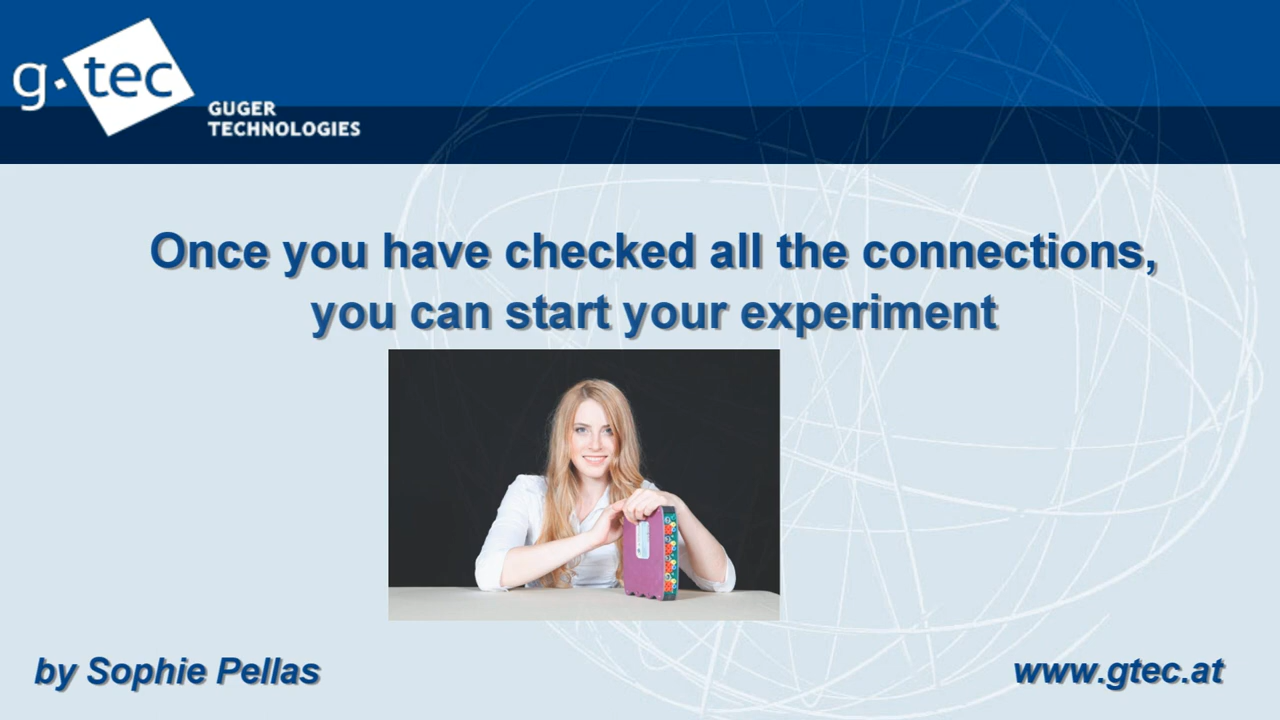 g.tec
GUGER
TECHNOLOGIES
Once you have checked all the connections,
you can start your experiment
by Sophie Pellas
www.gtec.at